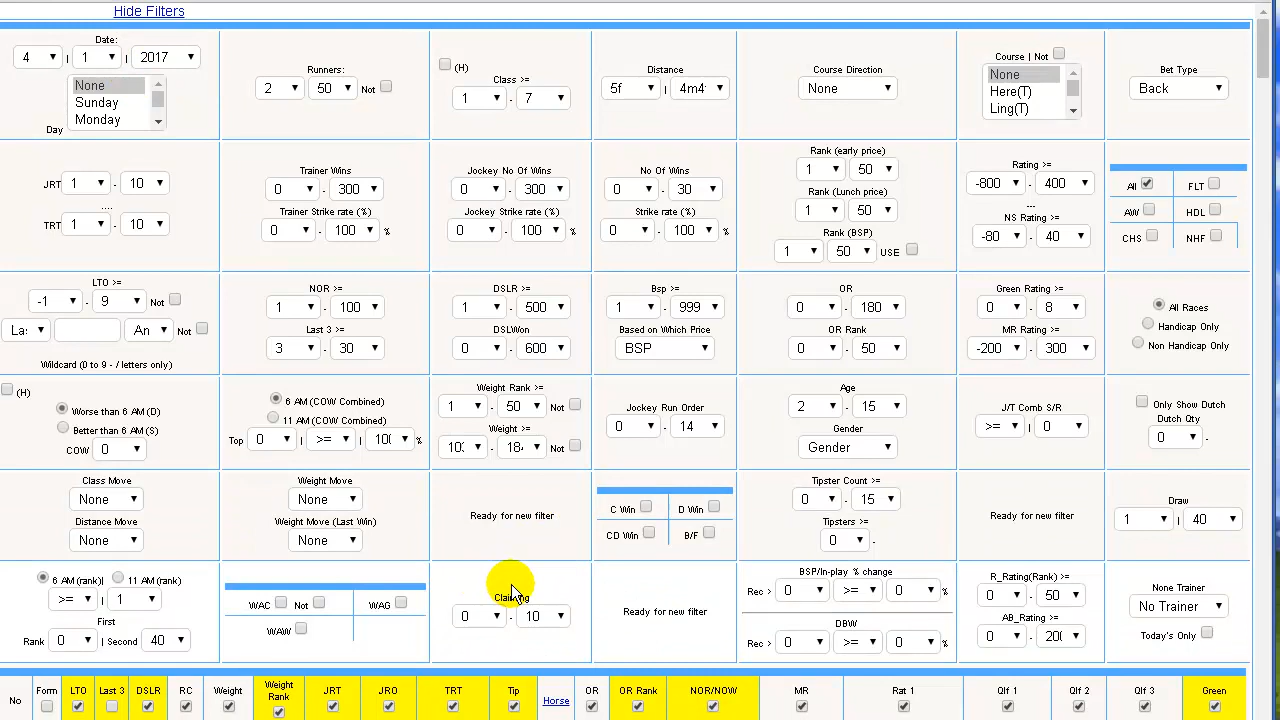 Hide Filters
Date:
4 | 1 2017
None
Sunday
Monday
Day
Runners:
2 50 Not
(H)
Class >=
1 - 7
Distance
5f | 4m4
Course Direction
None
Course | Not
None
Here(T)
Ling(T)
Bet Type
Back
JRT 1 - 10
....
TRT 1 - 10
Trainer Wins
0 - 300
Trainer Strike rate (%)
0 - 100 %
Jockey No Of Wins
0 - 300
Jockey Strike rate (%)
0 - 100 %
No Of Wins
0 - 30
Strike rate (%)
0 - 100 %
Rank (early price)
1 50
Rank (Lunch price)
1 50
Rank (BSP)
1 50 USE
Rating >=
-800 - 400
...
NS Rating >=
-80 - 40
All FLT
AW HDL
CHS NHF
LTO >=
-1 - 9 Not
La: An Not
Wildcard (0 to 9 - / letters only)
NOR >=
1 - 100
Last 3 >=
3 - 30
DSLR >=
1 - 500
DSLWon
0 - 600
Bsp >=
1 - 999
Based on Which Price
BSP
OR
0 - 180
OR Rank
0 - 50
Green Rating >=
0 - 8
MR Rating >=
-200 - 300
All Races
Handicap Only
Non Handicap Only
(H)
Worse than 6 AM (D)
Better than 6 AM (S)
COW 0
6 AM (COW Combined)
11 AM (COW Combined)
Top 0 | >= | 10( %
Weight Rank >=
1 - 50 Not
Weight >=
10: - 18 Not
Jockey Run Order
0 - 14
Age
2 - 15
Gender
Gender
J/T Comb S/R
>= | 0
Only Show Dutch
Dutch Qty
0 -
Class Move
None
Distance Move
None
Weight Move
None
Weight Move (Last Win)
None
Ready for new filter
C Win D Win
CD Win B/F
Tipster Count >=
0 - 15
Tipsters >=
0 -
Ready for new filter
Draw
1 | 40
6 AM (rank)| 11 AM (rank)
>= | 1
First
Rank 0 | Second 40
WAC Not WAG
WAW
Claiming
0 - 10
Ready for new filter
BSP/In-play % change
Rec > 0 >= 0 %
DBW
Rec > 0 >= 0 %
R_Rating(Rank) >=
0 - 50
AB_Rating >=
0 - 20(
None Trainer
No Trainer
Today's Only
No Form LTO Last 3 DSLR RC Weight Weight Rank JRT JRO TRT Tip Horse OR OR Rank NOR/NOW MR Rat 1 Qlf 1 Qlf 2 Qlf 3 Green